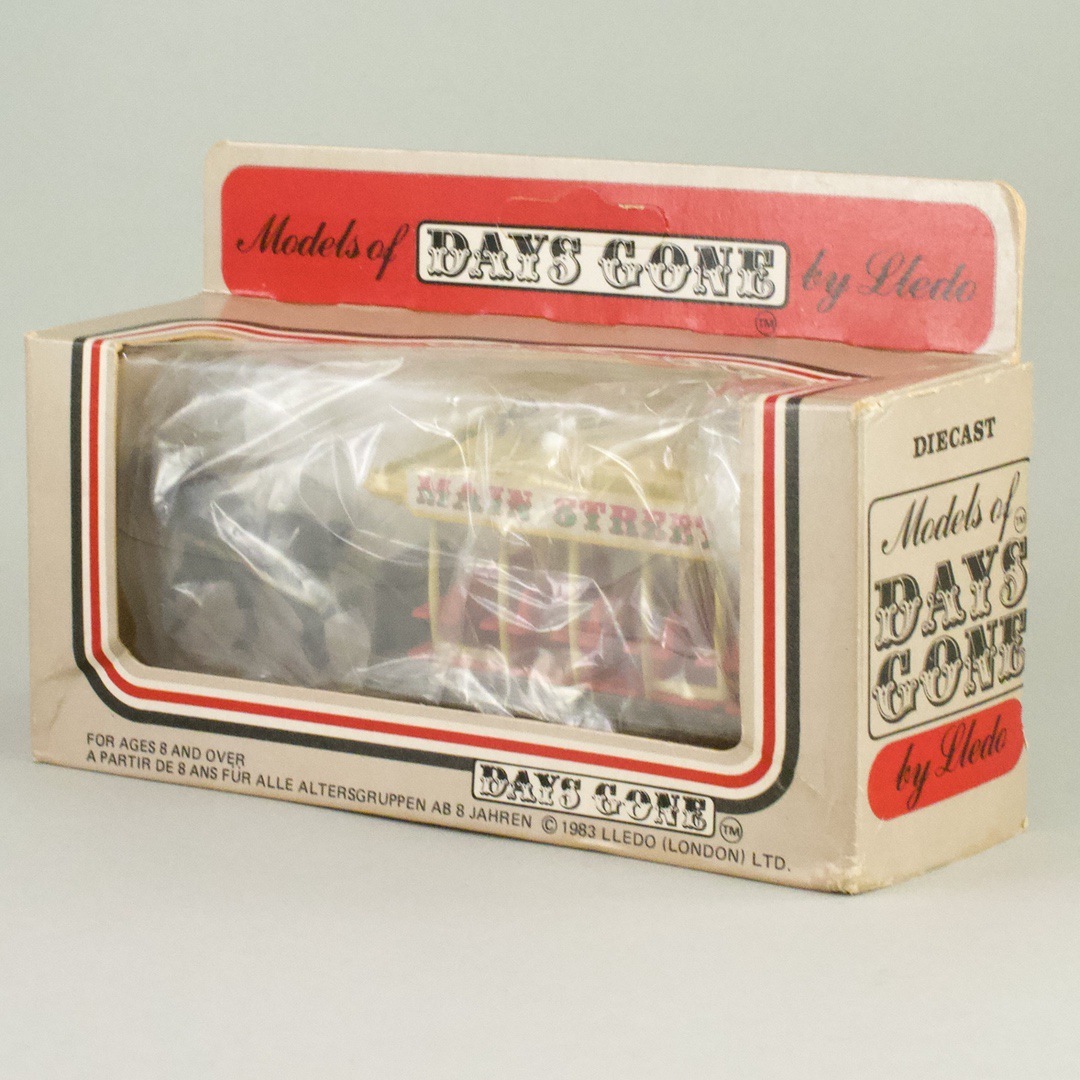 Models of DAYS GONE by Lledo
TM
MAIN STREET
FOR AGES 8 AND OVER
A PARTIR DE 8 ANS FÜR ALLE ALTERSGRUPPEN AB 8 JAHREN © 1983 LLEDO (LONDON) LTD.
DAYS GONE TM
DIECAST
Models of TM
DAYS
GONE
by Lledo